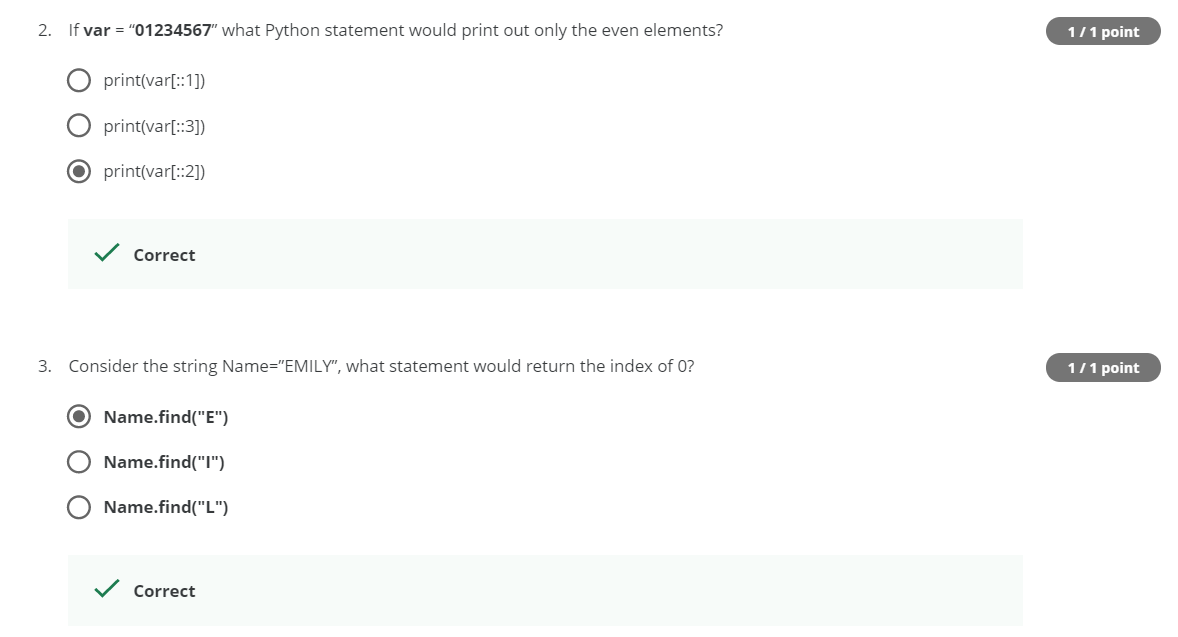 2. If var = “01234567” what Python statement would print out only the even elements?
1 / 1 point
print(var[::1])
print(var[::3])
print(var[::2])
Correct
3. Consider the string Name=”EMILY”, what statement would return the index of 0?
1 / 1 point
Name.find("E")
Name.find("I")
Name.find("L")
Correct